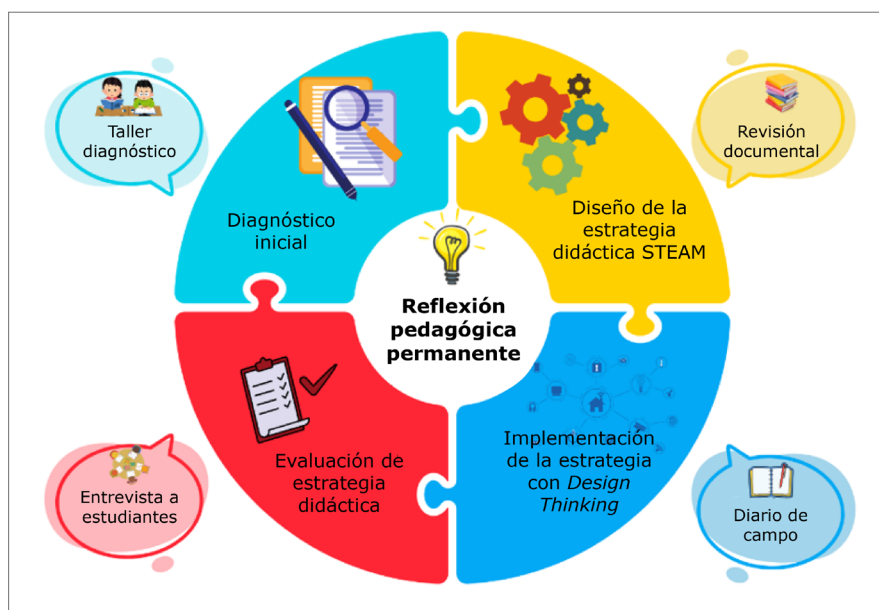 Taller
diagnóstico
Revisión
documental
Diagnóstico
inicial
Diseño de la
estrategia
didáctica STEAM
Reflexión
pedagógica
permanente
Evaluación de
estrategia
didáctica
Implementación
de la estrategia
con Design
Thinking
Entrevista a
estudiantes
Diario de
campo